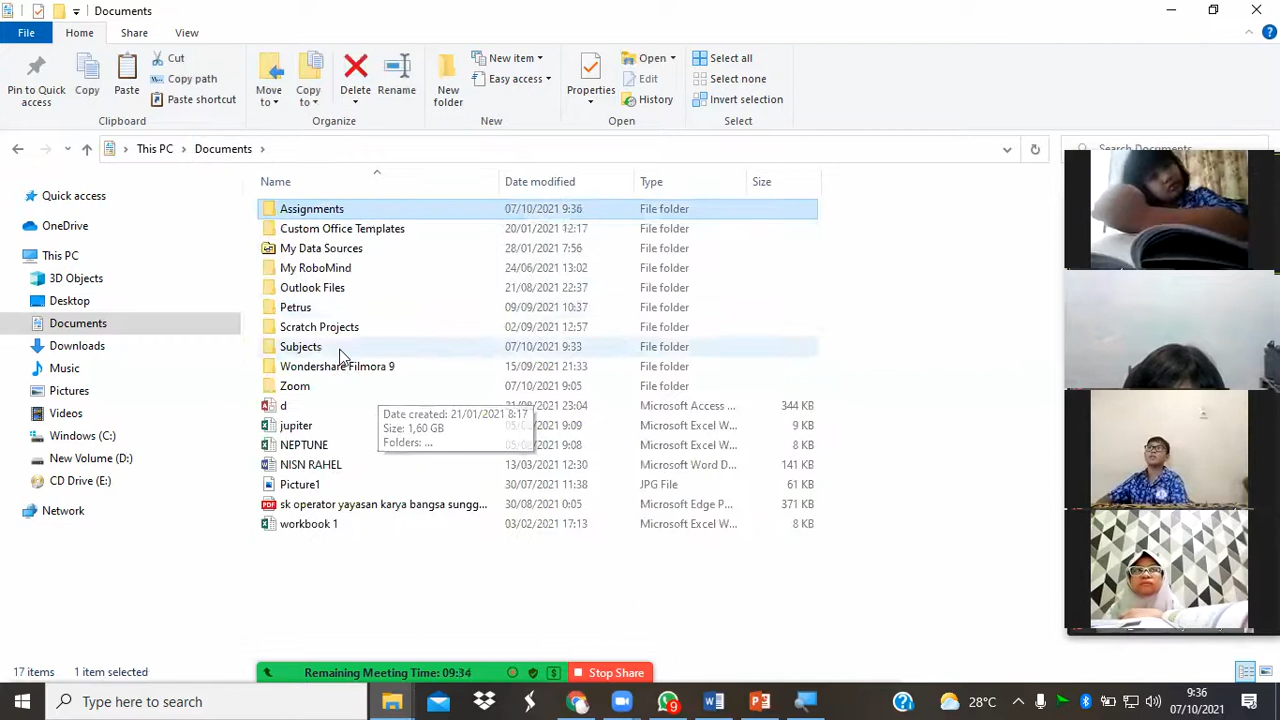 Documents
File Home Share View
Pin to Quick access
Copy
Paste
Cut
Copy path
Paste shortcut
Clipboard
Move to
Copy to
Delete
Rename
Organize
New folder
New item
Easy access
New
Properties
Open
Edit
History
Open
Select all
Select none
Invert selection
Select
This PC > Documents >
Search Documents
Quick access
OneDrive
This PC
3D Objects
Desktop
Documents
Downloads
Music
Pictures
Videos
Windows (C:)
New Volume (D:)
CD Drive (E:)
Network
Name Date modified Type Size
Assignments 07/10/2021 9:36 File folder
Custom Office Templates 20/01/2021 12:17 File folder
My Data Sources 28/01/2021 7:56 File folder
My RoboMind 24/06/2021 13:02 File folder
Outlook Files 21/08/2021 22:37 File folder
Petrus 09/09/2021 10:37 File folder
Scratch Projects 02/09/2021 12:57 File folder
Subjects 07/10/2021 9:33 File folder
Wondershare Filmora 9 15/09/2021 21:33 File folder
Zoom 07/10/2021 9:05 File folder
d 23:04 Microsoft Access ... 344 KB
jupiter 9:09 Microsoft Excel W... 9 KB
NEPTUNE 9:08 Microsoft Excel W... 8 KB
NISN RAHEL 13/03/2021 12:30 Microsoft Word D... 141 KB
Picture1 30/07/2021 11:38 JPG File 61 KB
sk operator yayasan karya bangsa sungg... 30/08/2021 0:05 Microsoft Edge P... 371 KB
workbook 1 03/02/2021 17:13 Microsoft Excel W... 8 KB
Date created: 21/01/2021 8:17
Size: 1,60 GB
Folders: ...
17 items 1 item selected
Remaining Meeting Time: 09:34
Stop Share
Type here to search
9
28°C
9:36
07/10/2021